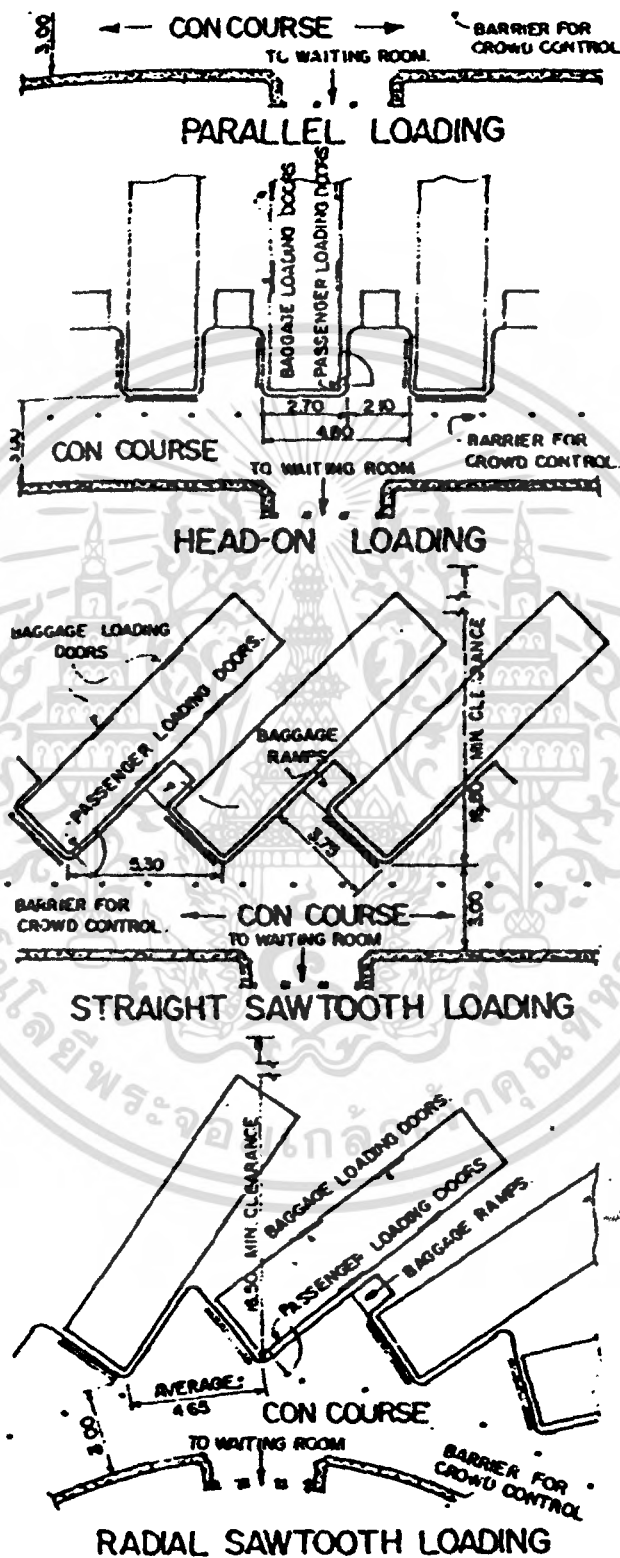 3.00
CON COURSE
BARRIER FOR
CROWD CONTROL
TO WAITING ROOM.
PARALLEL LOADING
BAGGAGE LOADING DOORS
PASSENGER LOADING DOORS
2.70 2.10
4.80
3.00
CON COURSE
BARRIER FOR
CROWD CONTROL.
TO WAITING ROOM
HEAD-ON LOADING
BAGGAGE LOADING
DOORS
PASSENGER LOADING DOORS.
BAGGAGE
RAMPS
MIN. CLEARANCE
3.75
5.30
3.00
BARRIER FOR
CROWD CONTROL.
CON COURSE
TO WAITING ROOM
STRAIGHT SAWTOOTH LOADING
MIN. CLEARANCE
BAGGAGE LOADING DOORS.
PASSENGER LOADING DOORS
BAGGAGE RAMPS.
AVERAGE:
4.65
3.00
CON COURSE
TO WAITING ROOM
BARRIER FOR
CROWD CONTROL
RADIAL SAWTOOTH LOADING